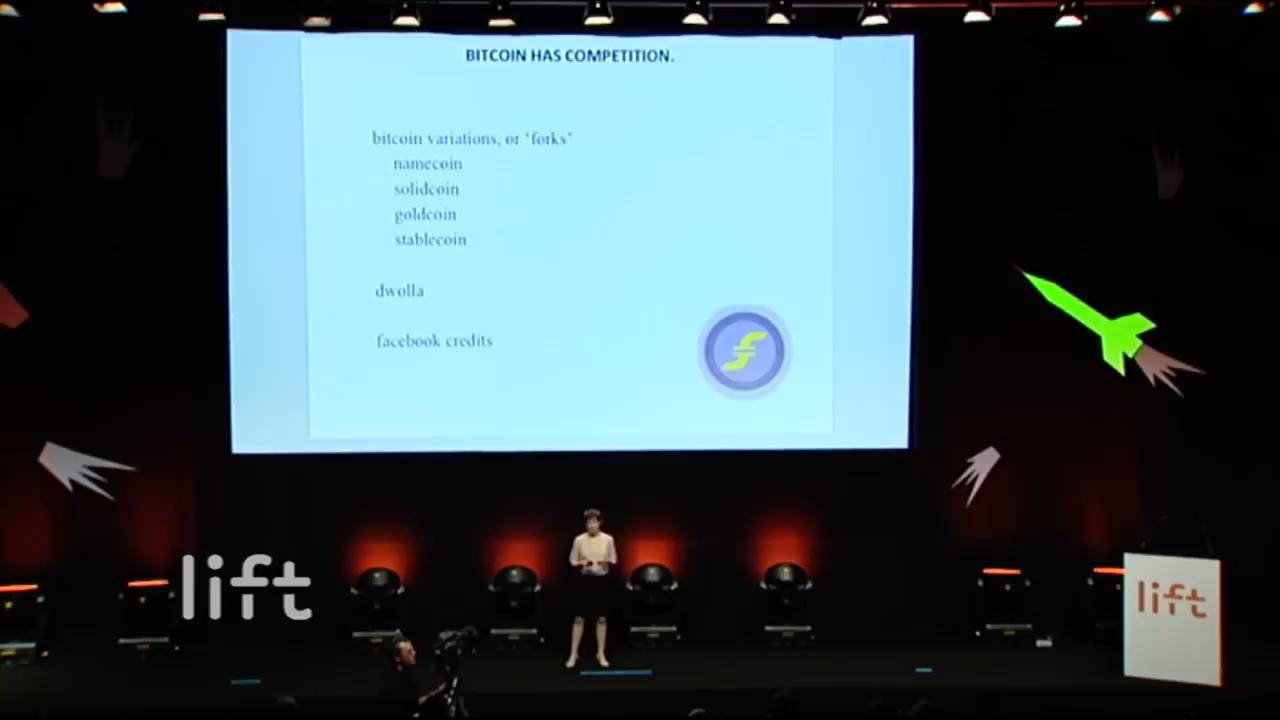 BITCOIN HAS COMPETITION.
bitcoin variations, or 'forks'
namecoin
solidcoin
goldcoin
stablecoin
dwolla
facebook credits
lift
lift